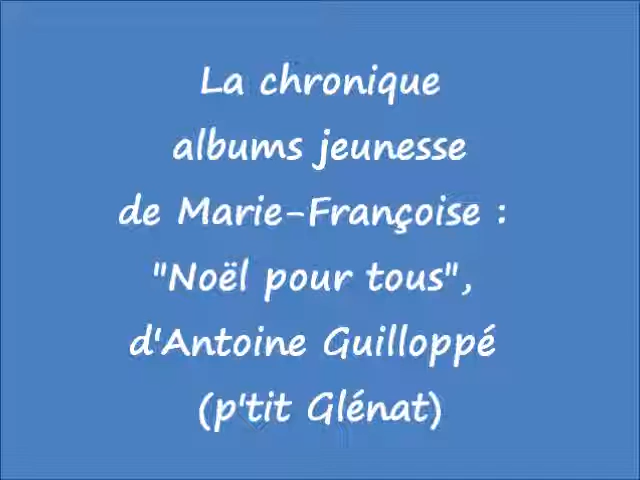 La chronique
albums jeunesse
de Marie-Françoise :
"Noël pour tous",
d'Antoine Guilloppé
(p'tit Glénat)